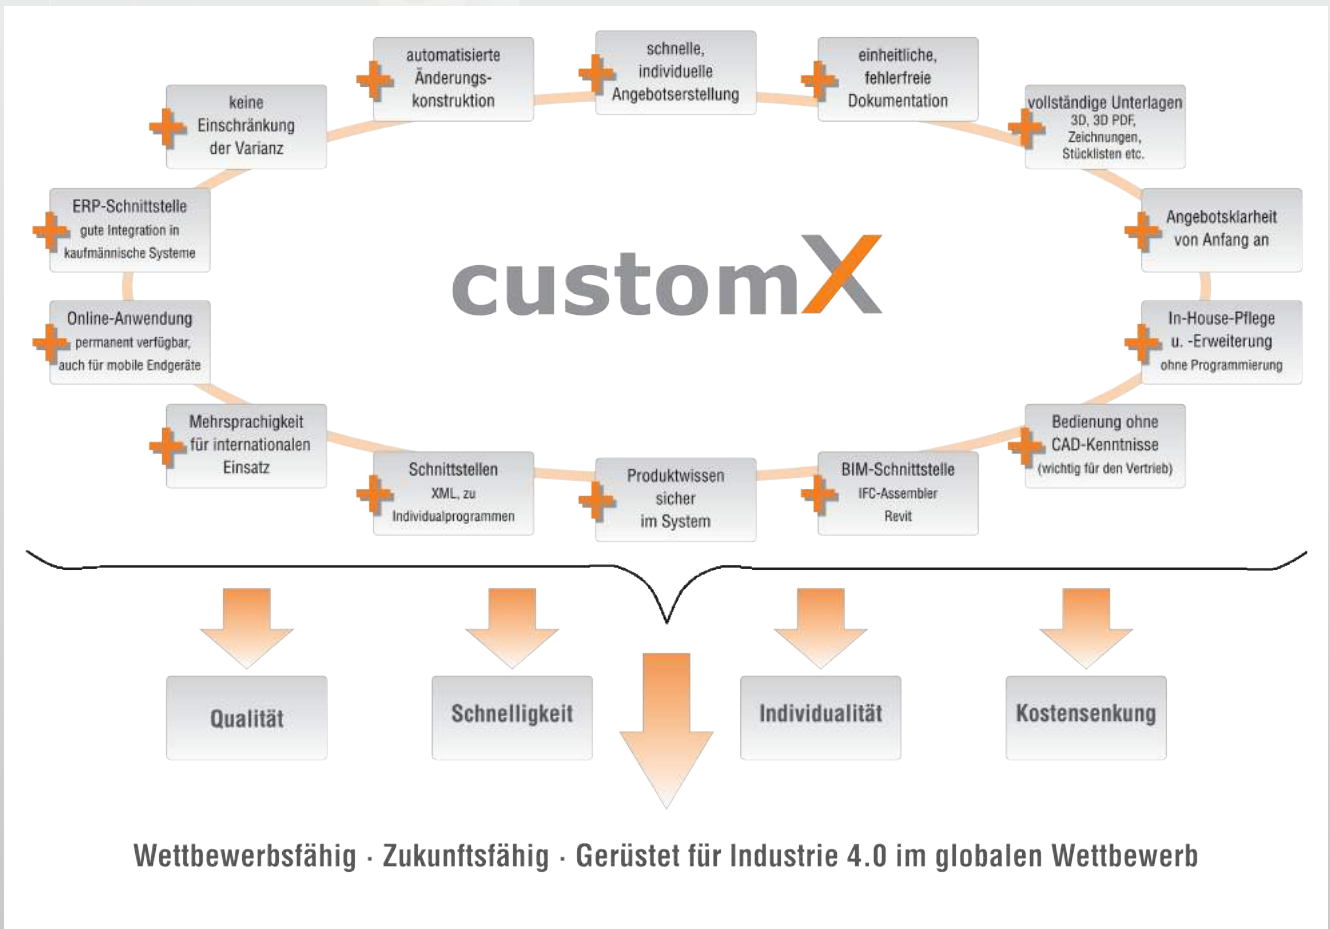 automatisierte
Änderungs-
konstruktion
schnelle,
individuelle
Angebotserstellung
einheitliche,
fehlerfreie
Dokumentation
keine
Einschränkung
der Varianz
vollständige Unterlagen
3D, 3D PDF,
Zeichnungen,
Stücklisten etc.
ERP-Schnittstelle
gute Integration in
kaufmännische Systeme
customX
Angebotsklarheit
von Anfang an
Online-Anwendung
permanent verfügbar,
auch für mobile Endgeräte
In-House-Pflege
u. -Erweiterung
ohne Programmierung
Mehrsprachigkeit
für internationalen
Einsatz
Schnittstellen
XML, zu
Individualprogrammen
Produktwissen
sicher
im System
BIM-Schnittstelle
IFC-Assembler
Revit
Bedienung ohne
CAD-Kenntnisse
(wichtig für den Vertrieb)
Qualität
Schnelligkeit
Individualität
Kostensenkung
Wettbewerbsfähig · Zukunftsfähig · Gerüstet für Industrie 4.0 im globalen Wettbewerb